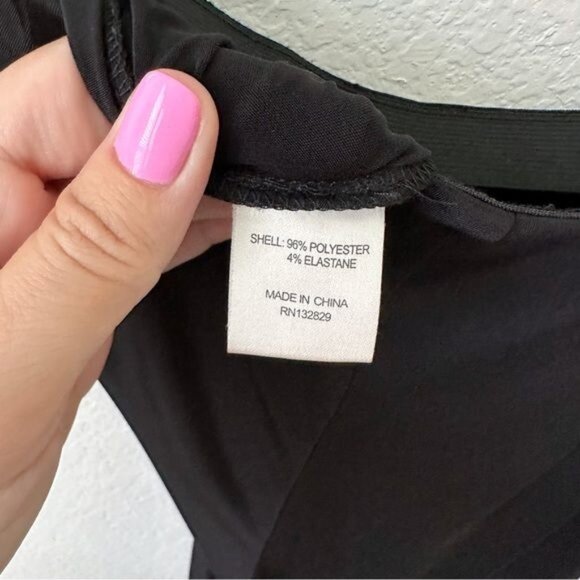 SHELL: 96% POLYESTER
4% ELASTANE
MADE IN CHINA
RN132829